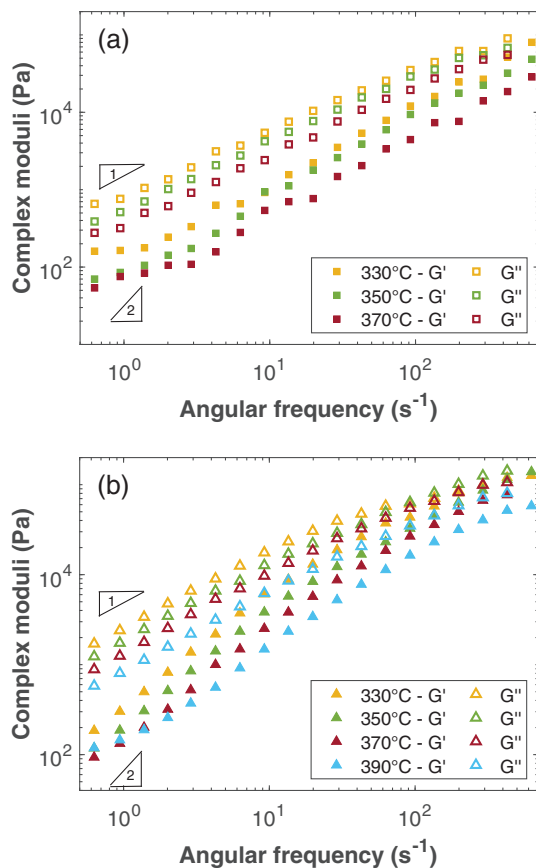 (a)
Complex moduli (Pa)
10^4
10^2
1
2
330°C - G' G''
350°C - G' G''
370°C - G' G''
10^0 10^1 10^2
Angular frequency (s^-1)
(b)
Complex moduli (Pa)
10^4
10^2
1
2
330°C - G' G''
350°C - G' G''
370°C - G' G''
390°C - G' G''
10^0 10^1 10^2
Angular frequency (s^-1)